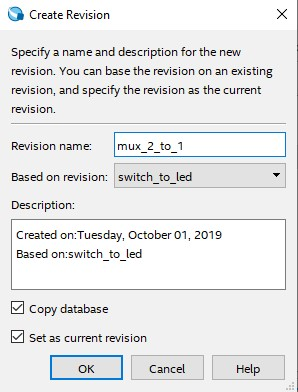 Create Revision
Specify a name and description for the new
revision. You can base the revision on an existing
revision, and specify the revision as the current
revision.
Revision name: mux_2_to_1
Based on revision: switch_to_led
Description:
Created on:Tuesday, October 01, 2019
Based on:switch_to_led
Copy database
Set as current revision
OK Cancel Help